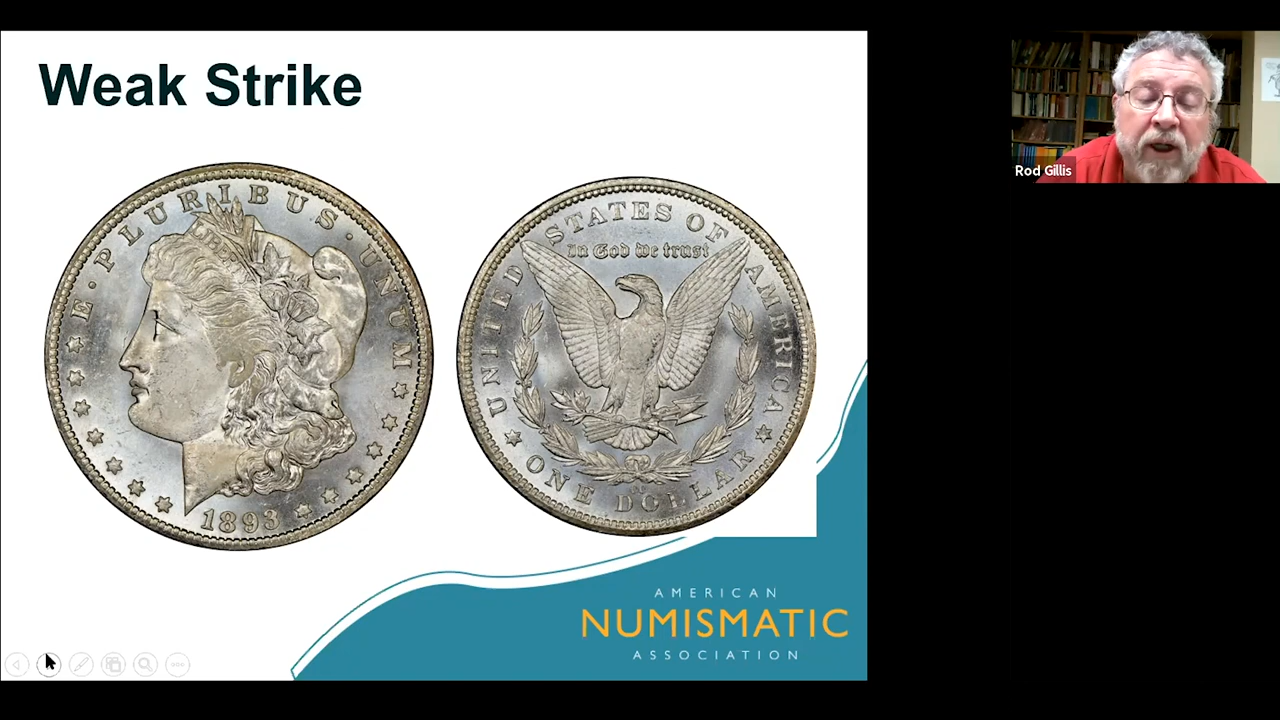 Weak Strike
E · PLURIBUS · UNUM
1893
UNITED STATES OF AMERICA
In God we trust
ONE DOLLAR
AMERICAN
NUMISMATIC
ASSOCIATION
Rod Gillis